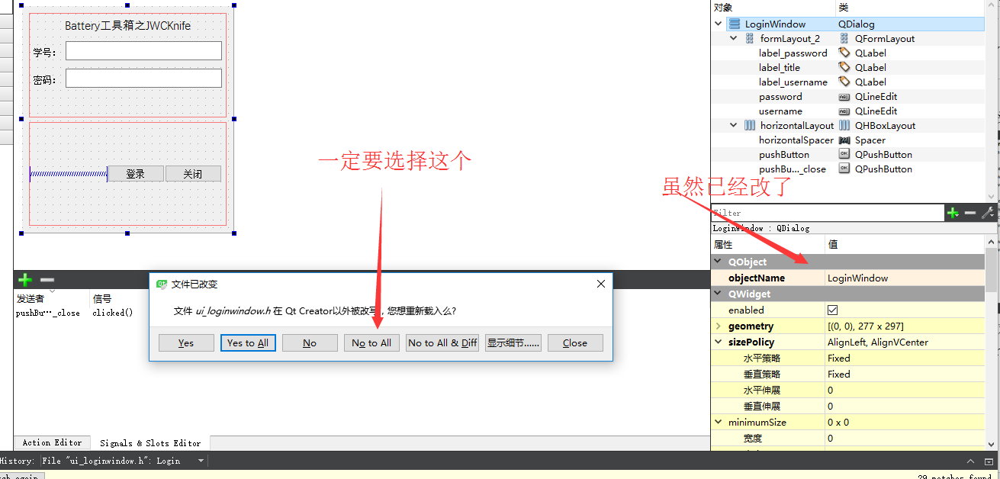 Battery工具箱之JWCKnife
学号：
密码：
登录
关闭
一定要选择这个
虽然已经改了
对象 类
LoginWindow QDialog
formLayout_2 QFormLayout
label_password QLabel
label_title QLabel
label_username QLabel
password QLineEdit
username QLineEdit
horizontalLayout QHBoxLayout
horizontalSpacer Spacer
pushButton QPushButton
pushBu..._close QPushButton
Filter
LoginWindow : QDialog
属性 值
QObject
objectName LoginWindow
QWidget
enabled
geometry [(0, 0), 277 x 297]
sizePolicy AlignLeft, AlignVCenter
水平策略 Fixed
垂直策略 Fixed
水平伸展 0
垂直伸展 0
minimumSize 0 x 0
宽度 0
发送者 信号
pushBu..._close clicked()
文件已改变
文件 ui_loginwindow.h 在 Qt Creator以外被改写，您想重新载入么?
Yes
Yes to All
No
No to All
No to All & Diff
显示细节......
Close
Action Editor
Signals & Slots Editor
History: File "ui_loginwindow.h": Login
29 matches found